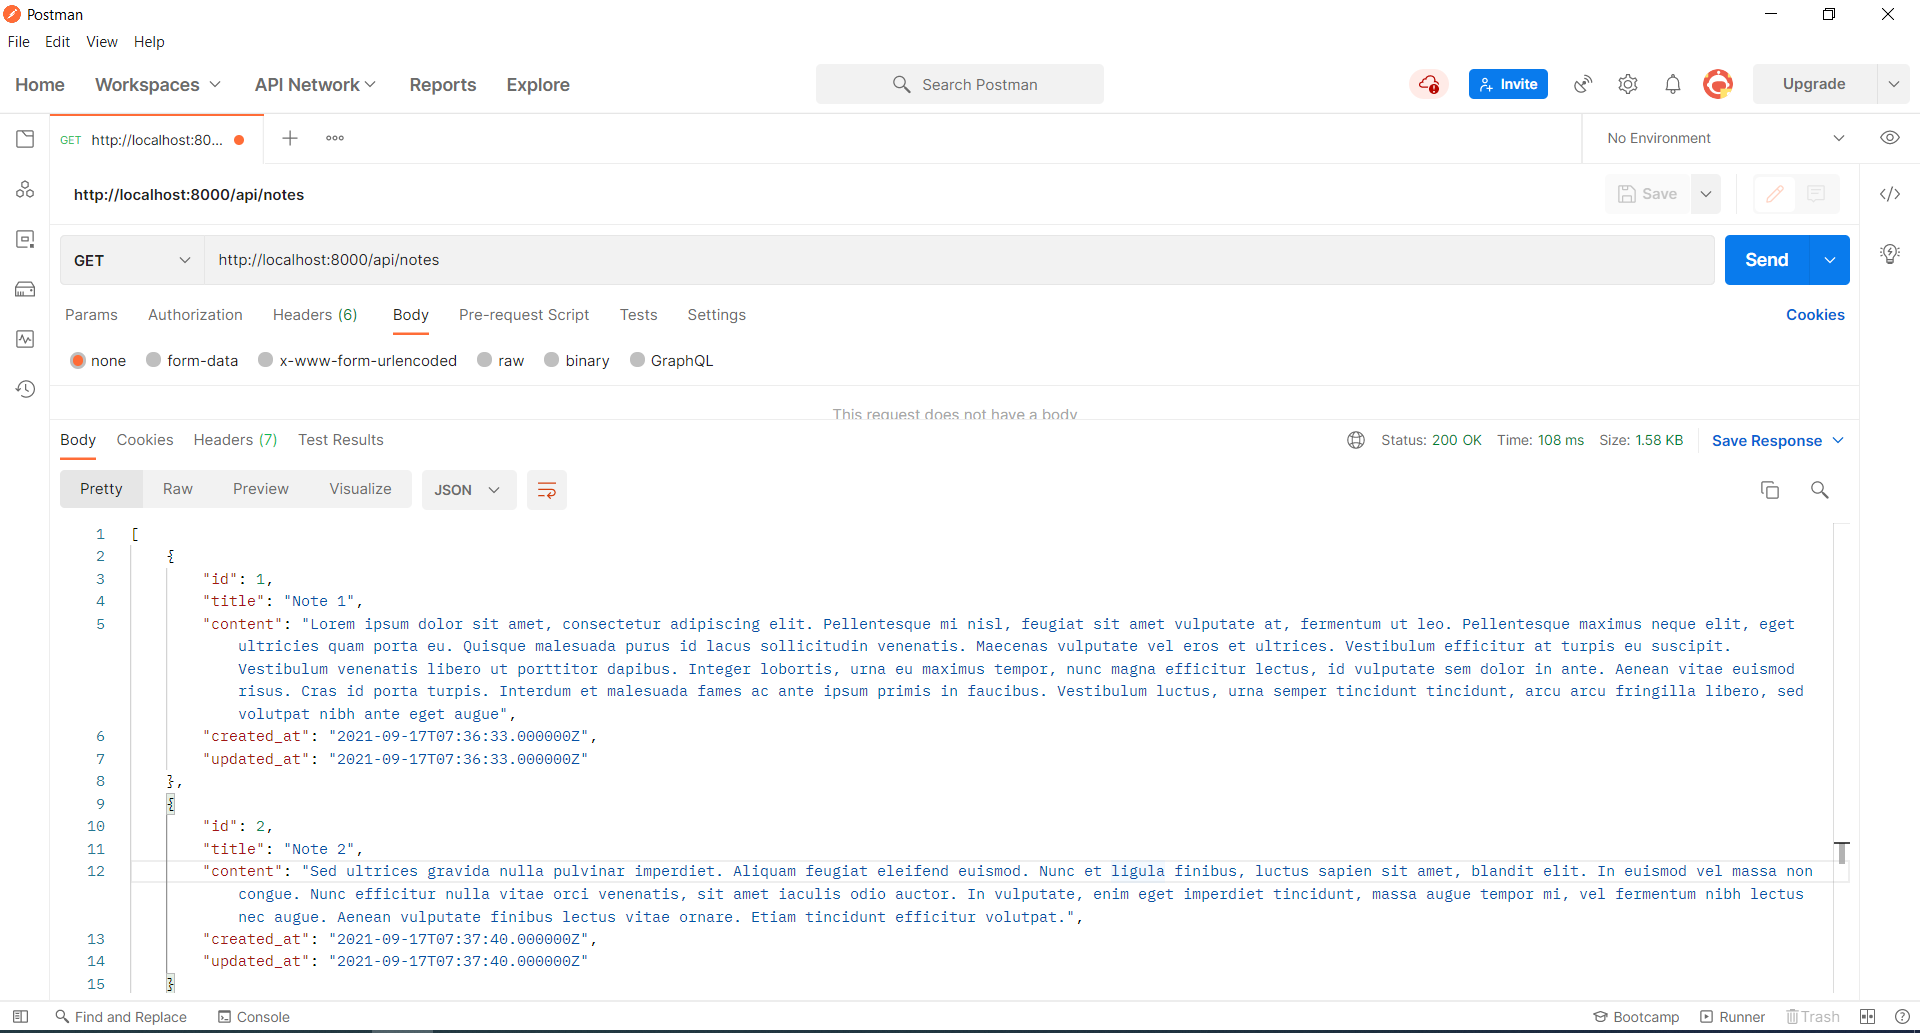 Postman
File Edit View Help
Home Workspaces API Network Reports Explore Search Postman Invite Upgrade
GET http://localhost:80... No Environment
http://localhost:8000/api/notes Save
GET http://localhost:8000/api/notes Send
Params Authorization Headers (6) Body Pre-request Script Tests Settings Cookies
none form-data x-www-form-urlencoded raw binary GraphQL
This request does not have a body
Body Cookies Headers (7) Test Results Status: 200 OK Time: 108 ms Size: 1.58 KB Save Response
Pretty Raw Preview Visualize JSON
1 [
2 {
3 "id": 1,
4 "title": "Note 1",
5 "content": "Lorem ipsum dolor sit amet, consectetur adipiscing elit. Pellentesque mi nisl, feugiat sit amet vulputate at, fermentum ut leo. Pellentesque maximus neque elit, eget
ultricies quam porta eu. Quisque malesuada purus id lacus sollicitudin venenatis. Maecenas vulputate vel eros et ultrices. Vestibulum efficitur at turpis eu suscipit.
Vestibulum venenatis libero ut porttitor dapibus. Integer lobortis, urna eu maximus tempor, nunc magna efficitur lectus, id vulputate sem dolor in ante. Aenean vitae euismod
risus. Cras id porta turpis. Interdum et malesuada fames ac ante ipsum primis in faucibus. Vestibulum luctus, urna semper tincidunt tincidunt, arcu arcu fringilla libero, sed
volutpat nibh ante eget augue",
6 "created_at": "2021-09-17T07:36:33.000000Z",
7 "updated_at": "2021-09-17T07:36:33.000000Z"
8 },
9 {
10 "id": 2,
11 "title": "Note 2",
12 "content": "Sed ultrices gravida nulla pulvinar imperdiet. Aliquam feugiat eleifend euismod. Nunc et ligula finibus, luctus sapien sit amet, blandit elit. In euismod vel massa non
congue. Nunc efficitur nulla vitae orci venenatis, sit amet iaculis odio auctor. In vulputate, enim eget imperdiet tincidunt, massa augue tempor mi, vel fermentum nibh lectus
nec augue. Aenean vulputate finibus lectus vitae ornare. Etiam tincidunt efficitur volutpat.",
13 "created_at": "2021-09-17T07:37:40.000000Z",
14 "updated_at": "2021-09-17T07:37:40.000000Z"
15 }
Find and Replace Console Bootcamp Runner Trash